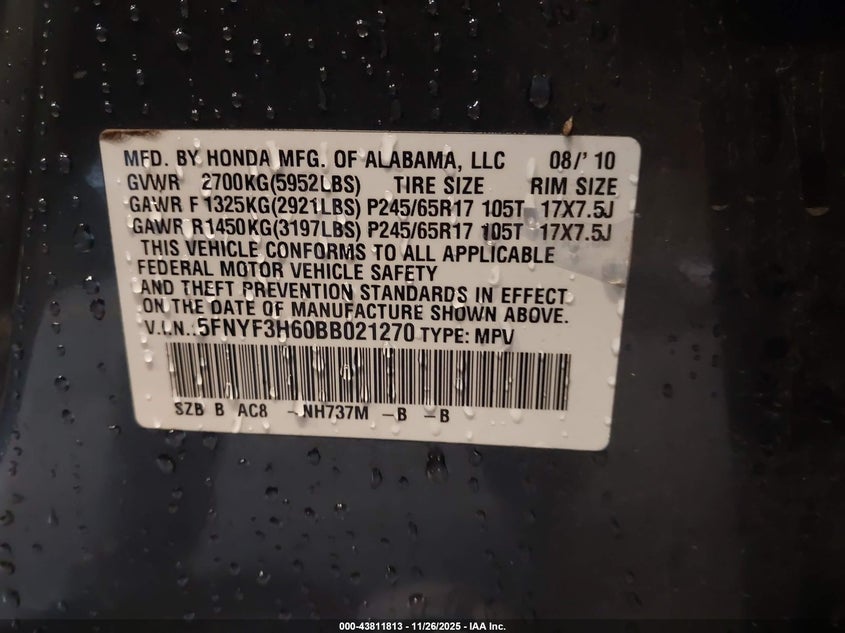 MFD. BY HONDA MFG. OF ALABAMA, LLC 08/' 10
GVWR 2700KG(5952LBS) TIRE SIZE RIM SIZE
GAWR F 1325KG(2921LBS) P245/65R17 105T 17X7.5J
GAWR R1450KG(3197LBS) P245/65R17 105T 17X7.5J
THIS VEHICLE CONFORMS TO ALL APPLICABLE
FEDERAL MOTOR VEHICLE SAFETY
AND THEFT PREVENTION STANDARDS IN EFFECT
ON THE DATE OF MANUFACTURE SHOWN ABOVE.
V.I.N.:5FNYF3H60BB021270 TYPE: MPV
SZB B AC8 -NH737M -B -B
000-43811813 - 11/26/2025 - IAA Inc.